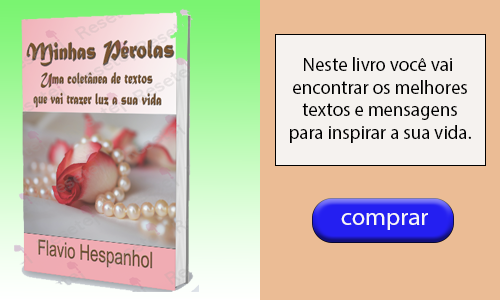 Minhas Pérolas
Uma coletânea de textos
que vai trazer luz a sua vida
Flavio Hespanhol
Neste livro você vai
encontrar os melhores
textos e mensagens
para inspirar a sua vida.
comprar